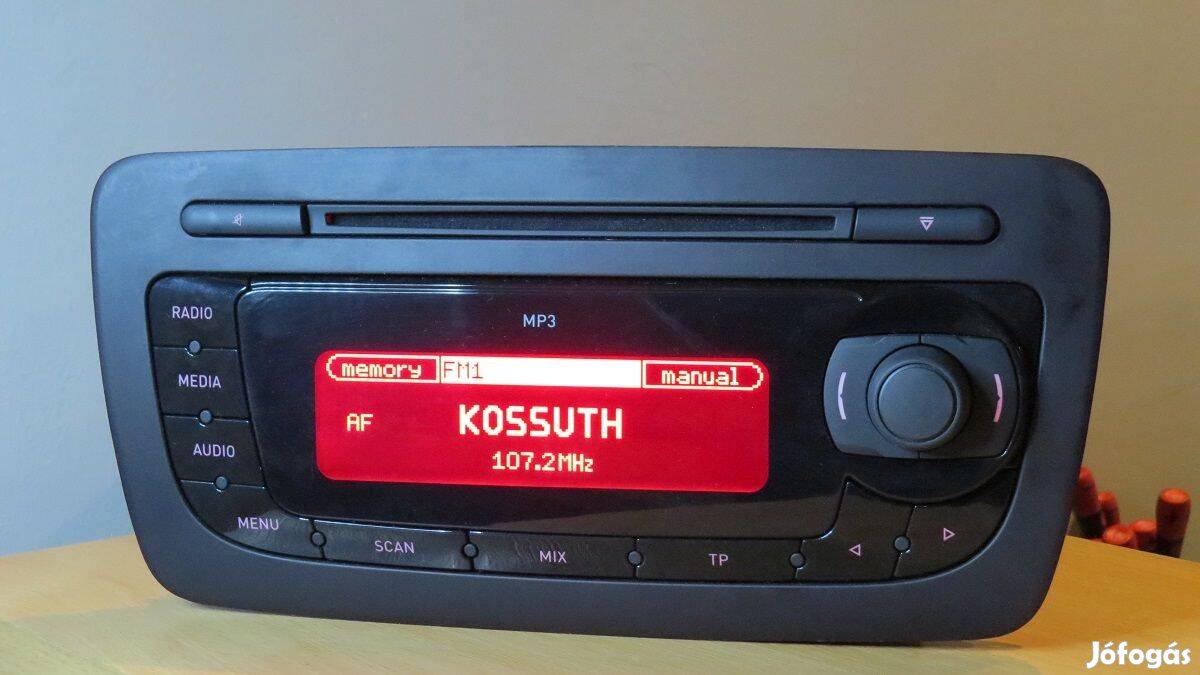 RADIO
MP3
memory FM1 manual
MEDIA
AF KOSSUTH
107.2MHz
AUDIO
MENU
SCAN
MIX
TP
Jófogás